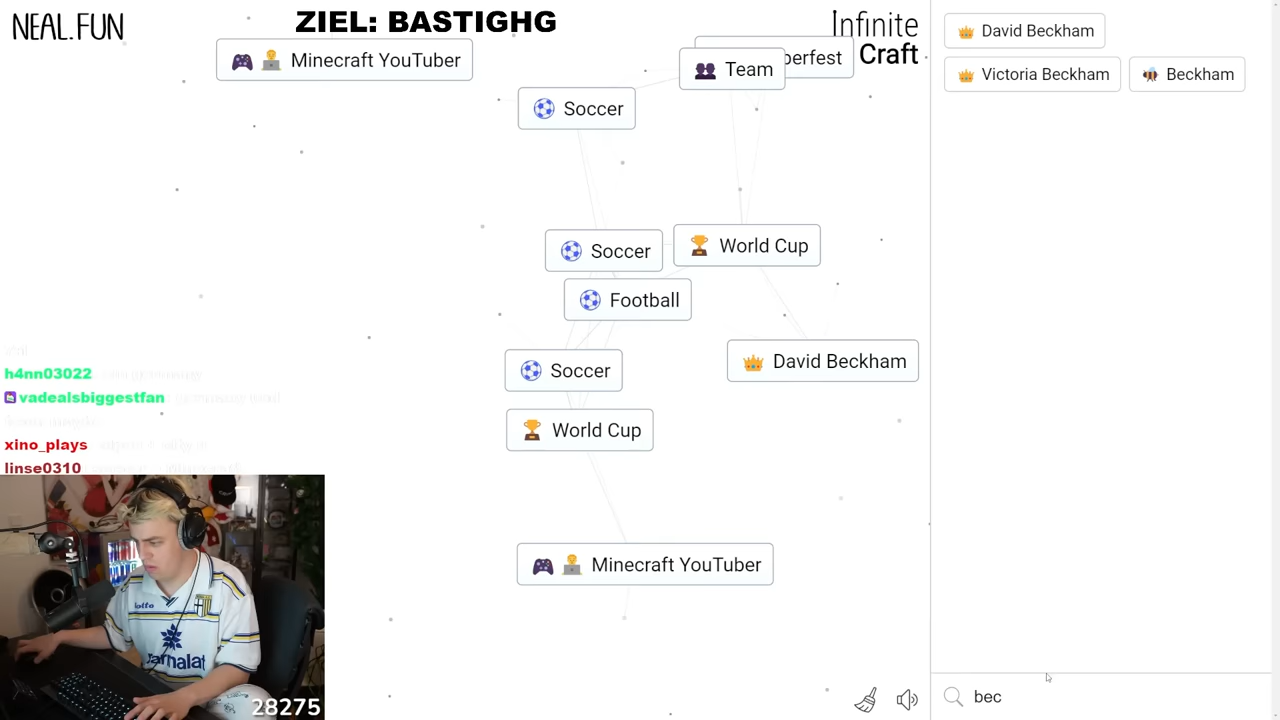 NEAL.FUN
ZIEL: BASTIGHG
Infinite
Craft
Minecraft YouTuber
Team
Soccer
Soccer
World Cup
Football
Soccer
David Beckham
World Cup
Minecraft YouTuber
David Beckham
Victoria Beckham
Beckham
bec
h4nn03022
vadealsbiggestfan
xino_plays
linse0310
lotto
Parmalat
28275